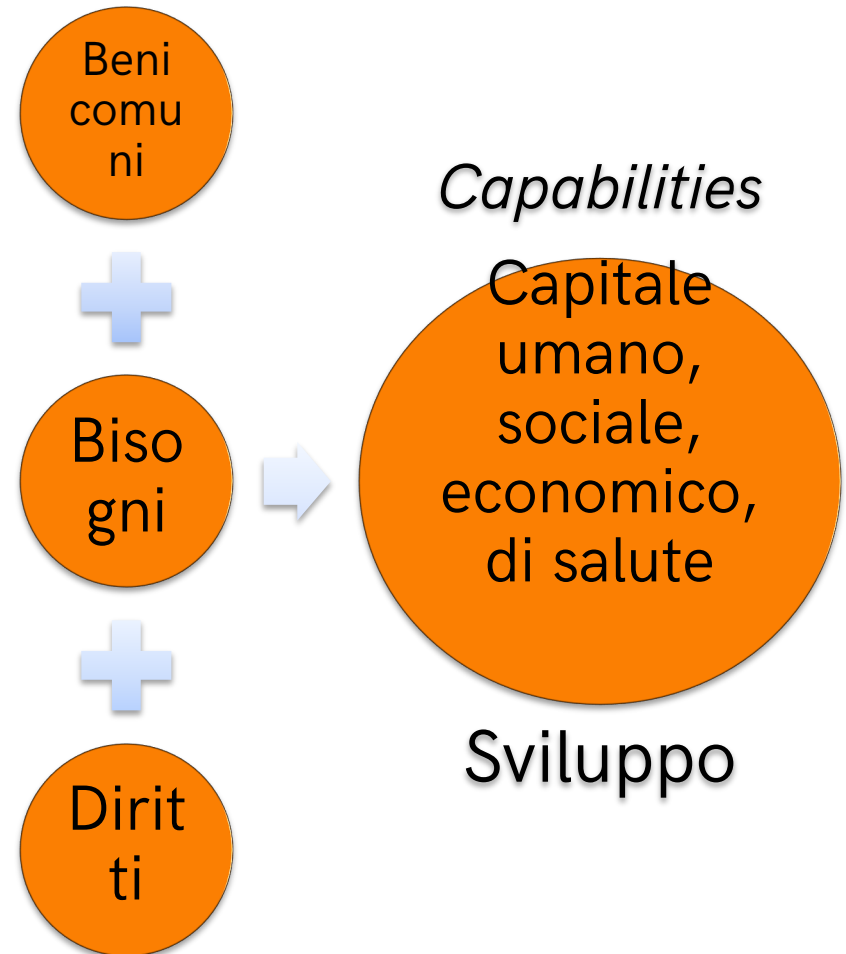 Beni
comu
ni
Biso
gni
Dirit
ti
Capabilities
Capitale
umano,
sociale,
economico,
di salute
Sviluppo